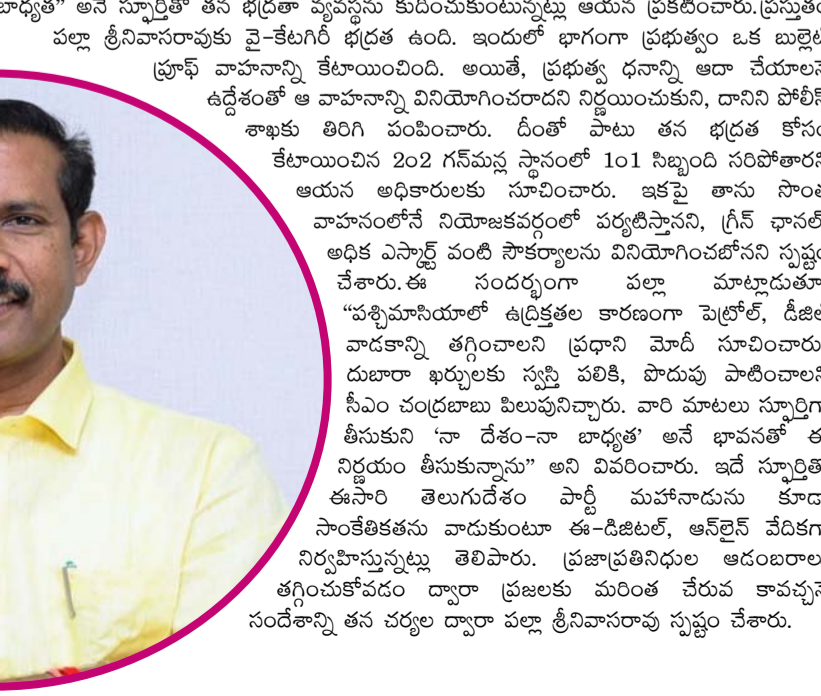 బాధ్యత” అనే స్ఫూర్తితో తన భద్రతా వ్యవస్థను కుదించుకుంటున్నట్లు ఆయన ప్రకటించారు.ప్రస్తుతం
పల్లా శ్రీనివాసరావుకు వై-కేటగిరీ భద్రత ఉంది. ఇందులో భాగంగా ప్రభుత్వం ఒక బుల్లెట్
ప్రూఫ్ వాహనాన్ని కేటాయించింది. అయితే, ప్రభుత్వ ధనాన్ని ఆదా చేయాలనే
ఉద్దేశంతో ఆ వాహనాన్ని వినియోగించరాదని నిర్ణయించుకుని, దానిని పోలీస్
శాఖకు తిరిగి పంపించారు. దీంతో పాటు తన భద్రత కోసం
కేటాయించిన 2ం2 గన్‌మన్ల స్థానంలో 1ం1 సిబ్బంది సరిపోతారని
ఆయన అధికారులకు సూచించారు. ఇకపై తాను సొంత
వాహనంలోనే నియోజకవర్గంలో పర్యటిస్తానని, గ్రీన్ ఛానల్
అధిక ఎస్కార్ట్ వంటి సౌకర్యాలను వినియోగించబోనని స్పష్టం
చేశారు.ఈ సందర్భంగా పల్లా మాట్లాడుతూ
“పశ్చిమాసియాలో ఉద్రిక్తతల కారణంగా పెట్రోల్, డీజిల్
వాడకాన్ని తగ్గించాలని ప్రధాని మోదీ సూచించారు
దుబారా ఖర్చులకు స్వస్తి పలికి, పొదుపు పాటించాలని
సీఎం చంద్రబాబు పిలుపునిచ్చారు. వారి మాటలు స్ఫూర్తిగా
తీసుకుని ‘నా దేశం-నా బాధ్యత’ అనే భావనతో ఈ
నిర్ణయం తీసుకున్నాను” అని వివరించారు. ఇదే స్ఫూర్తితో
ఈసారి తెలుగుదేశం పార్టీ మహానాడును కూడా
సాంకేతికతను వాడుకుంటూ ఈ-డిజిటల్, ఆన్‌లైన్ వేదికగా
నిర్వహిస్తున్నట్లు తెలిపారు. ప్రజాప్రతినిధుల ఆడంబరాలు
తగ్గించుకోవడం ద్వారా ప్రజలకు మరింత చేరువ కావచ్చనే
సందేశాన్ని తన చర్యల ద్వారా పల్లా శ్రీనివాసరావు స్పష్టం చేశారు.